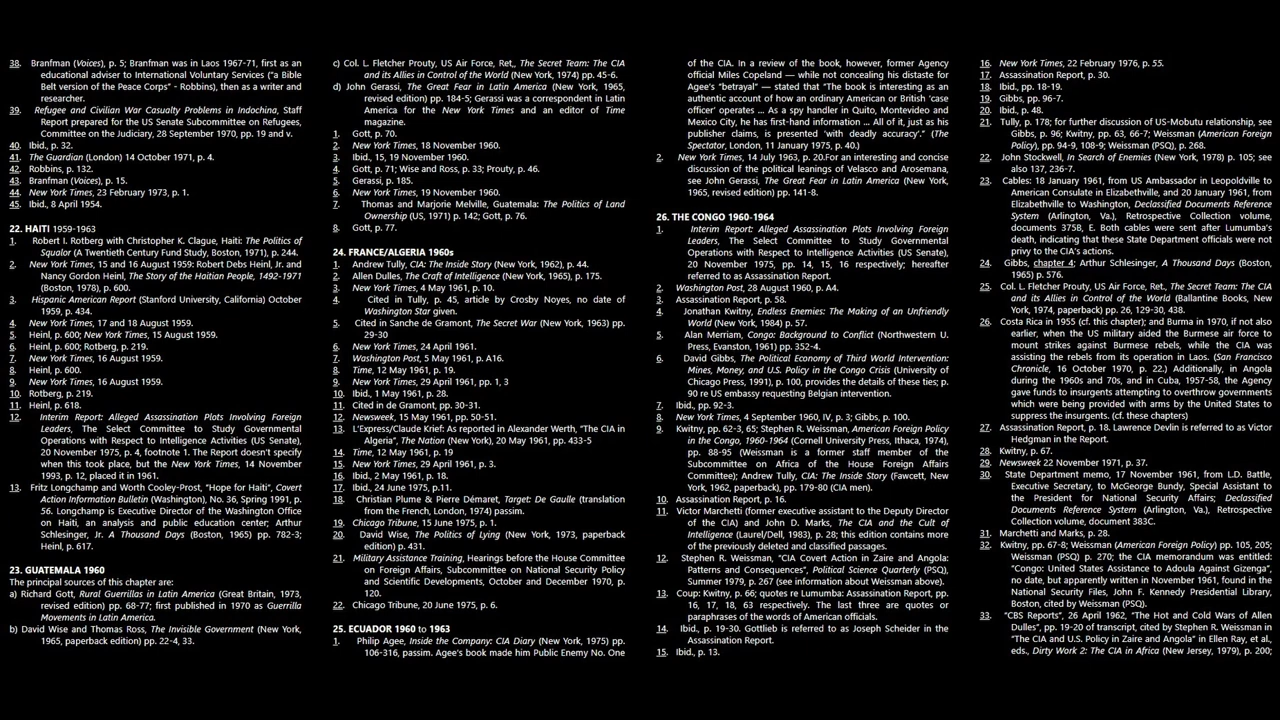 38. Branfman (Voices), p. 5; Branfman was in Laos 1967-71, first as an
educational adviser to International Voluntary Services ("a Bible
Belt version of the Peace Corps" - Robbins), then as a writer and
researcher.
39. Refugee and Civilian War Casualty Problems in Indochina, Staff
Report prepared for the US Senate Subcommittee on Refugees,
Committee on the Judiciary, 28 September 1970, pp. 19 and v.
40. Ibid., p. 32.
41. The Guardian (London) 14 October 1971, p. 4.
42. Robbins, p. 132.
43. Branfman (Voices), p. 15.
44. New York Times, 23 February 1973, p. 1.
45. Ibid., 8 April 1954.
22. HAITI 1959-1963
1. Robert I. Rotberg with Christopher K. Clague, Haiti: The Politics of
Squalor (A Twentieth Century Fund Study, Boston, 1971), p. 244.
2. New York Times, 15 and 16 August 1959: Robert Debs Heinl, Jr. and
Nancy Gordon Heinl, The Story of the Haitian People, 1492-1971
(Boston, 1978), p. 600.
3. Hispanic American Report (Stanford University, California) October
1959, p. 434.
4. New York Times, 17 and 18 August 1959.
5. Heinl, p. 600; New York Times, 15 August 1959.
6. Heinl, p. 600; Rotberg, p. 219.
7. New York Times, 16 August 1959.
8. Heinl, p. 600.
9. New York Times, 16 August 1959.
10. Rotberg, p. 219.
11. Heinl, p. 618.
12. Interim Report: Alleged Assassination Plots Involving Foreign
Leaders, The Select Committee to Study Governmental
Operations with Respect to Intelligence Activities (US Senate),
20 November 1975, p. 4, footnote 1. The Report doesn't specify
when this took place, but the New York Times, 14 November
1993, p. 12, placed it in 1961.
13. Fritz Longchamp and Worth Cooley-Prost, "Hope for Haiti", Covert
Action Information Bulletin (Washington), No. 36, Spring 1991, p.
56. Longchamp is Executive Director of the Washington Office
on Haiti, an analysis and public education center; Arthur
Schlesinger, Jr. A Thousand Days (Boston, 1965) pp. 782-3;
Heinl, p. 617.
23. GUATEMALA 1960
The principal sources of this chapter are:
a) Richard Gott, Rural Guerrillas in Latin America (Great Britain, 1973,
revised edition) pp. 68-77; first published in 1970 as Guerrilla
Movements in Latin America.
b) David Wise and Thomas Ross, The Invisible Government (New York,
1965, paperback edition) pp. 22-4, 33.
c) Col. L. Fletcher Prouty, US Air Force, Ret,, The Secret Team: The CIA
and its Allies in Control of the World (New York, 1974) pp. 45-6.
d) John Gerassi, The Great Fear in Latin America (New York, 1965,
revised edition) pp. 184-5; Gerassi was a correspondent in Latin
America for the New York Times and an editor of Time
magazine.
1. Gott, p. 70.
2. New York Times, 18 November 1960.
3. Ibid., 15, 19 November 1960.
4. Gott, p. 71; Wise and Ross, p. 33; Prouty, p. 46.
5. Gerassi, p. 185.
6. New York Times, 19 November 1960.
7. Thomas and Marjorie Melville, Guatemala: The Politics of Land
Ownership (US, 1971) p. 142; Gott, p. 76.
8. Gott, p. 77.
24. FRANCE/ALGERIA 1960s
1. Andrew Tully, CIA: The Inside Story (New York, 1962), p. 44.
2. Allen Dulles, The Craft of Intelligence (New York, 1965), p. 175.
3. New York Times, 4 May 1961, p. 10.
4. Cited in Tully, p. 45, article by Crosby Noyes, no date of
Washington Star given.
5. Cited in Sanche de Gramont, The Secret War (New York, 1963) pp.
29-30
6. New York Times, 24 April 1961.
7. Washington Post, 5 May 1961, p. A16.
8. Time, 12 May 1961, p. 19.
9. New York Times, 29 April 1961, pp. 1, 3
10. Ibid., 1 May 1961, p. 28.
11. Cited in de Gramont, pp. 30-31.
12. Newsweek, 15 May 1961, pp. 50-51.
13. L'Express/Claude Krief: As reported in Alexander Werth, "The CIA in
Algeria", The Nation (New York), 20 May 1961, pp. 433-5
14. Time, 12 May 1961, p. 19
15. New York Times, 29 April 1961, p. 3.
16. Ibid., 2 May 1961, p. 18.
17. Ibid., 24 June 1975, p.11.
18. Christian Plume & Pierre Démaret, Target: De Gaulle (translation
from the French, London, 1974) passim.
19. Chicago Tribune, 15 June 1975, p. 1.
20. David Wise, The Politics of Lying (New York, 1973, paperback
edition) p. 431.
21. Military Assistance Training, Hearings before the House Committee
on Foreign Affairs, Subcommittee on National Security Policy
and Scientific Developments, October and December 1970, p.
120.
22. Chicago Tribune, 20 June 1975, p. 6.
25. ECUADOR 1960 to 1963
1. Philip Agee, Inside the Company: CIA Diary (New York, 1975) pp.
106-316, passim. Agee's book made him Public Enemy No. One
of the CIA. In a review of the book, however, former Agency
official Miles Copeland — while not concealing his distaste for
Agee's "betrayal" — stated that "The book is interesting as an
authentic account of how an ordinary American or British 'case
officer' operates ... As a spy handler in Quito, Montevideo and
Mexico City, he has first-hand information ... All of it, just as his
publisher claims, is presented 'with deadly accuracy'." (The
Spectator, London, 11 January 1975, p. 40.)
2. New York Times, 14 July 1963, p. 20.For an interesting and concise
discussion of the political leanings of Velasco and Arosemana,
see John Gerassi, The Great Fear in Latin America (New York,
1965, revised edition) pp. 141-8.
26. THE CONGO 1960-1964
1. Interim Report: Alleged Assassination Plots Involving Foreign
Leaders, The Select Committee to Study Governmental
Operations with Respect to Intelligence Activities (US Senate),
20 November 1975, pp. 14, 15, 16 respectively; hereafter
referred to as Assassination Report.
2. Washington Post, 28 August 1960, p. A4.
3. Assassination Report, p. 58.
4. Jonathan Kwitny, Endless Enemies: The Making of an Unfriendly
World (New York, 1984) p. 57.
5. Alan Merriam, Congo: Background to Conflict (Northwestern U.
Press, Evanston, 1961) pp. 352-4.
6. David Gibbs, The Political Economy of Third World Intervention:
Mines, Money, and U.S. Policy in the Congo Crisis (University of
Chicago Press, 1991), p. 100, provides the details of these ties; p.
90 re US embassy requesting Belgian intervention.
7. Ibid., pp. 92-3.
8. New York Times, 4 September 1960, IV, p. 3; Gibbs, p. 100.
9. Kwitny, pp. 62-3, 65; Stephen R. Weissman, American Foreign Policy
in the Congo, 1960-1964 (Cornell University Press, Ithaca, 1974),
pp. 88-95 (Weissman is a former staff member of the
Subcommittee on Africa of the House Foreign Affairs
Committee); Andrew Tully, CIA: The Inside Story (Fawcett, New
York, 1962, paperback), pp. 179-80 (CIA men).
10. Assassination Report, p. 16.
11. Victor Marchetti (former executive assistant to the Deputy Director
of the CIA) and John D. Marks, The CIA and the Cult of
Intelligence (Laurel/Dell, 1983), p. 28; this edition contains more
of the previously deleted and classified passages.
12. Stephen R. Weissman, "CIA Covert Action in Zaire and Angola:
Patterns and Consequences", Political Science Quarterly (PSQ),
Summer 1979, p. 267 (see information about Weissman above).
13. Coup: Kwitny, p. 66; quotes re Lumumba: Assassination Report, pp.
16, 17, 18, 63 respectively. The last three are quotes or
paraphrases of the words of American officials.
14. Ibid., p. 19-30. Gottlieb is referred to as Joseph Scheider in the
Assassination Report.
15. Ibid., p. 13.
16. New York Times, 22 February 1976, p. 55.
17. Assassination Report, p. 30.
18. Ibid., pp. 18-19.
19. Gibbs, pp. 96-7.
20. Ibid., p. 48.
21. Tully, p. 178; for further discussion of US-Mobutu relationship, see
Gibbs, p. 96; Kwitny, pp. 63, 66-7; Weissman (American Foreign
Policy), pp. 94-9, 108-9; Weissman (PSQ), p. 268.
22. John Stockwell, In Search of Enemies (New York, 1978) p. 105; see
also 137, 236-7.
23. Cables: 18 January 1961, from US Ambassador in Leopoldville to
American Consulate in Elizabethville, and 20 January 1961, from
Elizabethville to Washington, Declassified Documents Reference
System (Arlington, Va.), Retrospective Collection volume,
documents 375B, E. Both cables were sent after Lumumba's
death, indicating that these State Department officials were not
privy to the CIA's actions.
24. Gibbs, chapter 4; Arthur Schlesinger, A Thousand Days (Boston,
1965) p. 576.
25. Col. L. Fletcher Prouty, US Air Force, Ret., The Secret Team: The CIA
and its Allies in Control of the World (Ballantine Books, New
York, 1974, paperback) pp. 26, 129-30, 438.
26. Costa Rica in 1955 (cf. this chapter); and Burma in 1970, if not also
earlier, when the US military aided the Burmese air force to
mount strikes against Burmese rebels, while the CIA was
assisting the rebels from its operation in Laos. (San Francisco
Chronicle, 16 October 1970, p. 22.) Additionally, in Angola
during the 1960s and 70s, and in Cuba, 1957-58, the Agency
gave funds to insurgents attempting to overthrow governments
which were being provided with arms by the United States to
suppress the insurgents. (cf. these chapters)
27. Assassination Report, p. 18. Lawrence Devlin is referred to as Victor
Hedgman in the Report.
28. Kwitny, p. 67.
29. Newsweek 22 November 1971, p. 37.
30. State Department memo, 17 November 1961, from L.D. Battle,
Executive Secretary, to McGeorge Bundy, Special Assistant to
the President for National Security Affairs; Declassified
Documents Reference System (Arlington, Va.), Retrospective
Collection volume, document 383C.
31. Marchetti and Marks, p. 28.
32. Kwitny, pp. 67-8; Weissman (American Foreign Policy) pp. 105, 205;
Weissman (PSQ) p. 270; the CIA memorandum was entitled:
"Congo: United States Assistance to Adoula Against Gizenga",
no date, but apparently written in November 1961, found in the
National Security Files, John F. Kennedy Presidential Library,
Boston, cited by Weissman (PSQ).
33. "CBS Reports", 26 April 1962, "The Hot and Cold Wars of Allen
Dulles", pp. 19-20 of transcript, cited by Stephen R. Weissman in
"The CIA and U.S. Policy in Zaire and Angola" in Ellen Ray, et al.,
eds., Dirty Work 2: The CIA in Africa (New Jersey, 1979), p. 200;